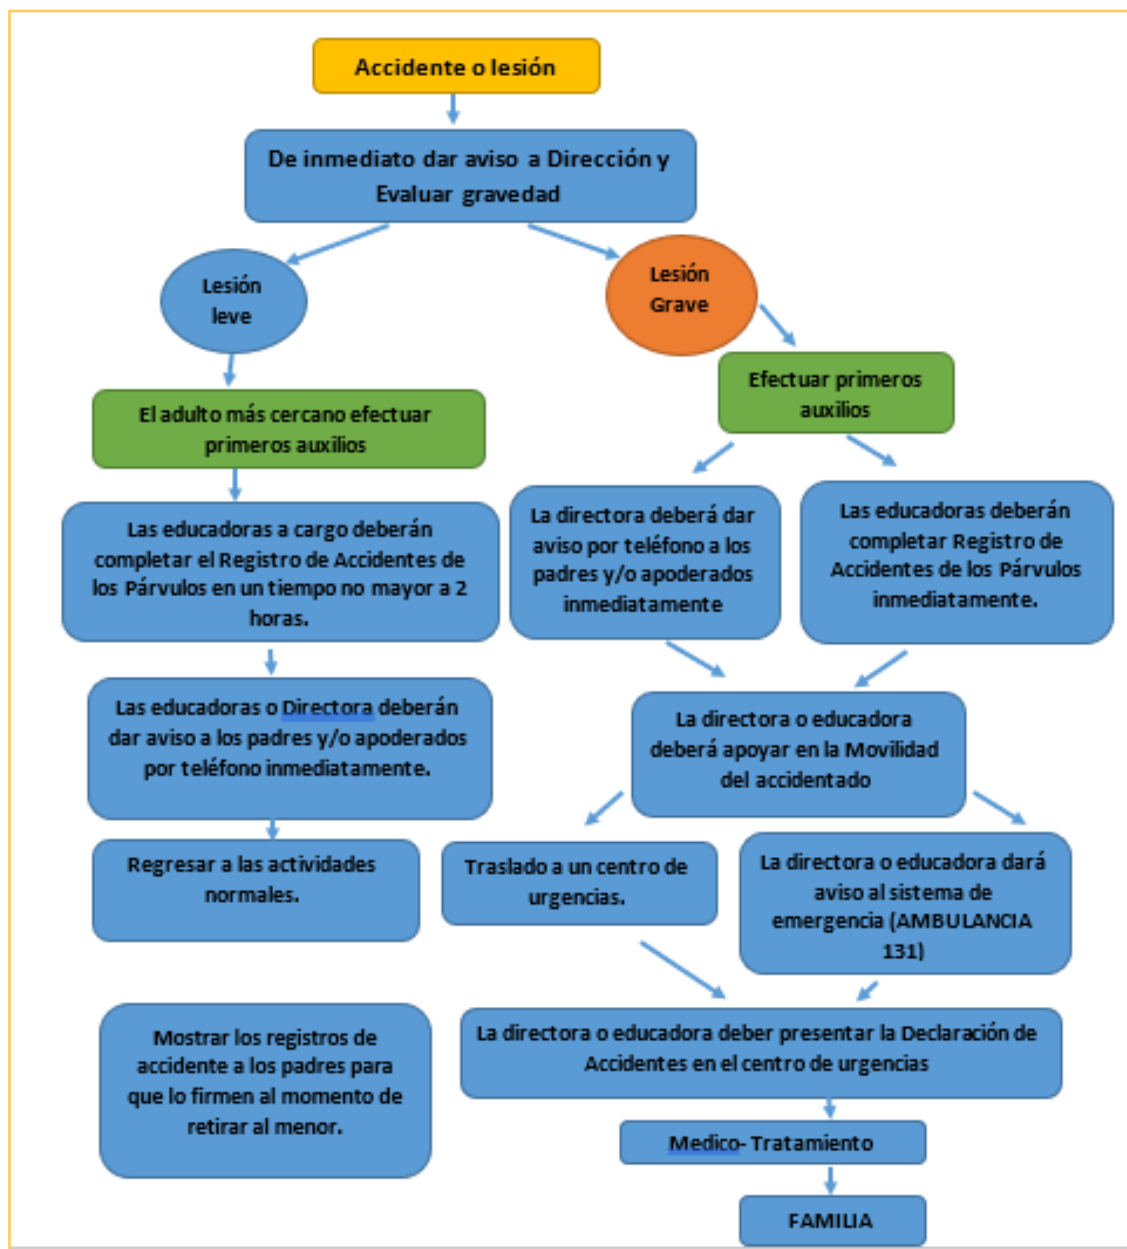 Accidente o lesión
De inmediato dar aviso a Dirección y
Evaluar gravedad
Lesión
leve
Lesión
Grave
El adulto más cercano efectuar
primeros auxilios
Efectuar primeros
auxilios
Las educadoras a cargo deberán
completar el Registro de Accidentes de
los Párvulos en un tiempo no mayor a 2
horas.
La directora deberá dar
aviso por teléfono a los
padres y/o apoderados
inmediatamente
Las educadoras deberán
completar Registro de
Accidentes de los Párvulos
inmediatamente.
Las educadoras o Directora deberán
dar aviso a los padres y/o apoderados
por teléfono inmediatamente.
La directora o educadora
deberá apoyar en la Movilidad
del accidentado
Regresar a las actividades
normales.
Traslado a un centro de
urgencias.
La directora o educadora dará
aviso al sistema de
emergencia (AMBULANCIA
131)
Mostrar los registros de
accidente a los padres para
que lo firmen al momento de
retirar al menor.
La directora o educadora deber presentar la Declaración de
Accidentes en el centro de urgencias
Medico- Tratamiento
FAMILIA